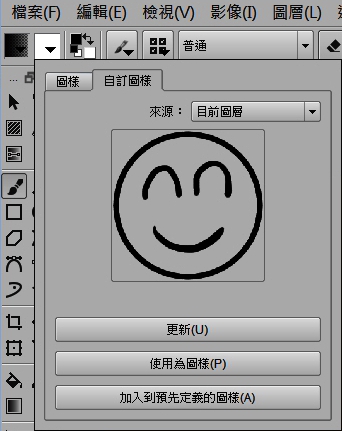 檔案(F) 編輯(E) 檢視(V) 影像(I) 圖層(L)
普通
圖樣 自訂圖樣
來源： 目前圖層
更新(U)
使用為圖樣(P)
加入到預先定義的圖樣(A)